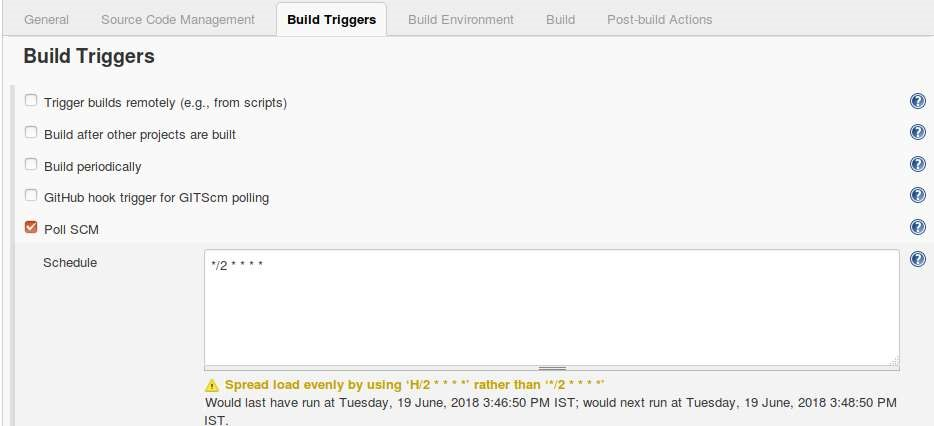 General Source Code Management Build Triggers Build Environment Build Post-build Actions
Build Triggers
Trigger builds remotely (e.g., from scripts)
Build after other projects are built
Build periodically
GitHub hook trigger for GITScm polling
Poll SCM
Schedule */2 * * * *
Spread load evenly by using ‘H/2 * * * *’ rather than ‘*/2 * * * *’
Would last have run at Tuesday, 19 June, 2018 3:46:50 PM IST; would next run at Tuesday, 19 June, 2018 3:48:50 PM
IST.